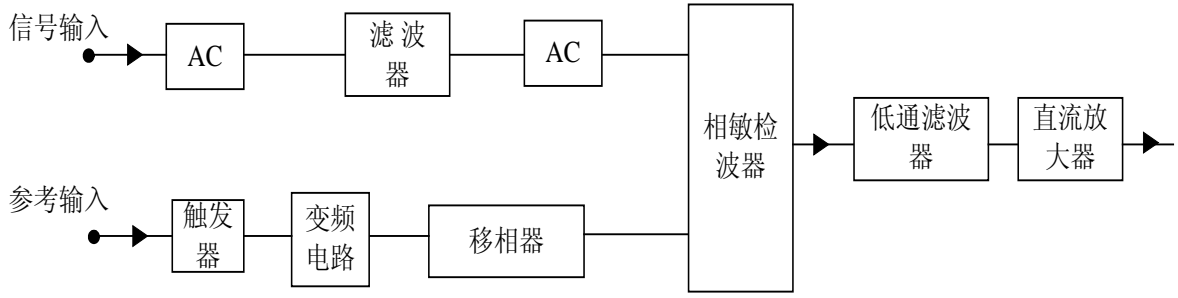 信号输入
AC
滤波
器
AC
相敏检
波器
低通滤波
器
直流放
大器
参考输入
触发
器
变频
电路
移相器